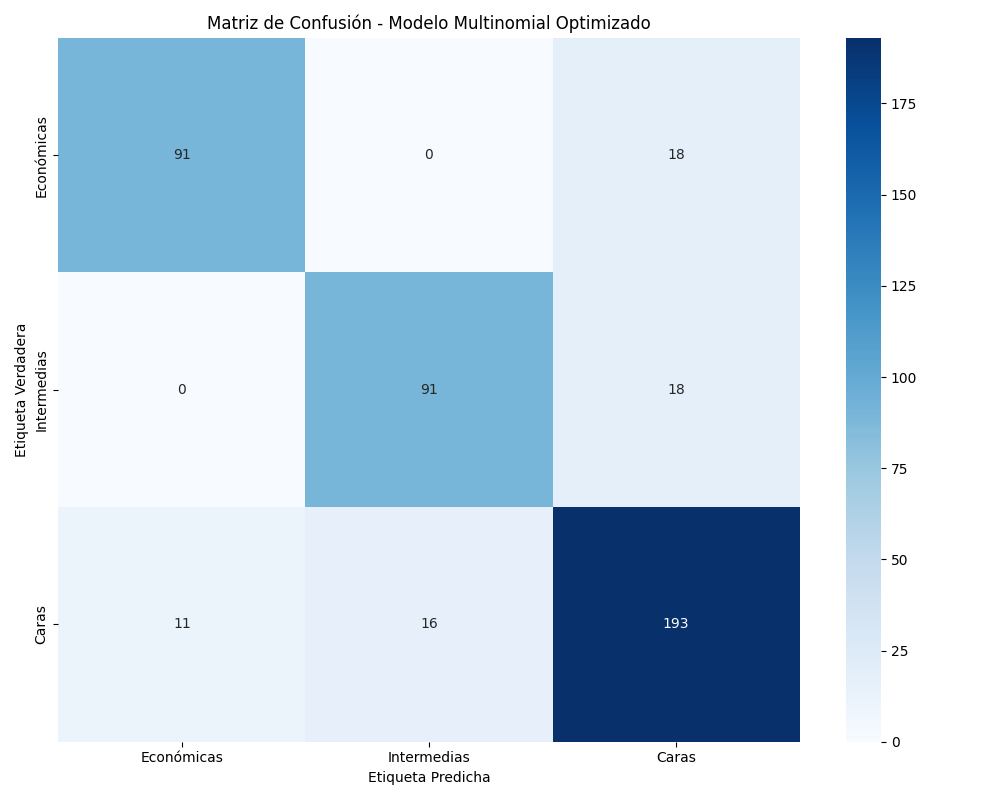 Matriz de Confusión - Modelo Multinomial Optimizado
Etiqueta Verdadera
Económicas
91
0
18
Intermedias
0
91
18
Caras
11
16
193
Económicas
Intermedias
Caras
Etiqueta Predicha
175
150
125
100
75
50
25
0